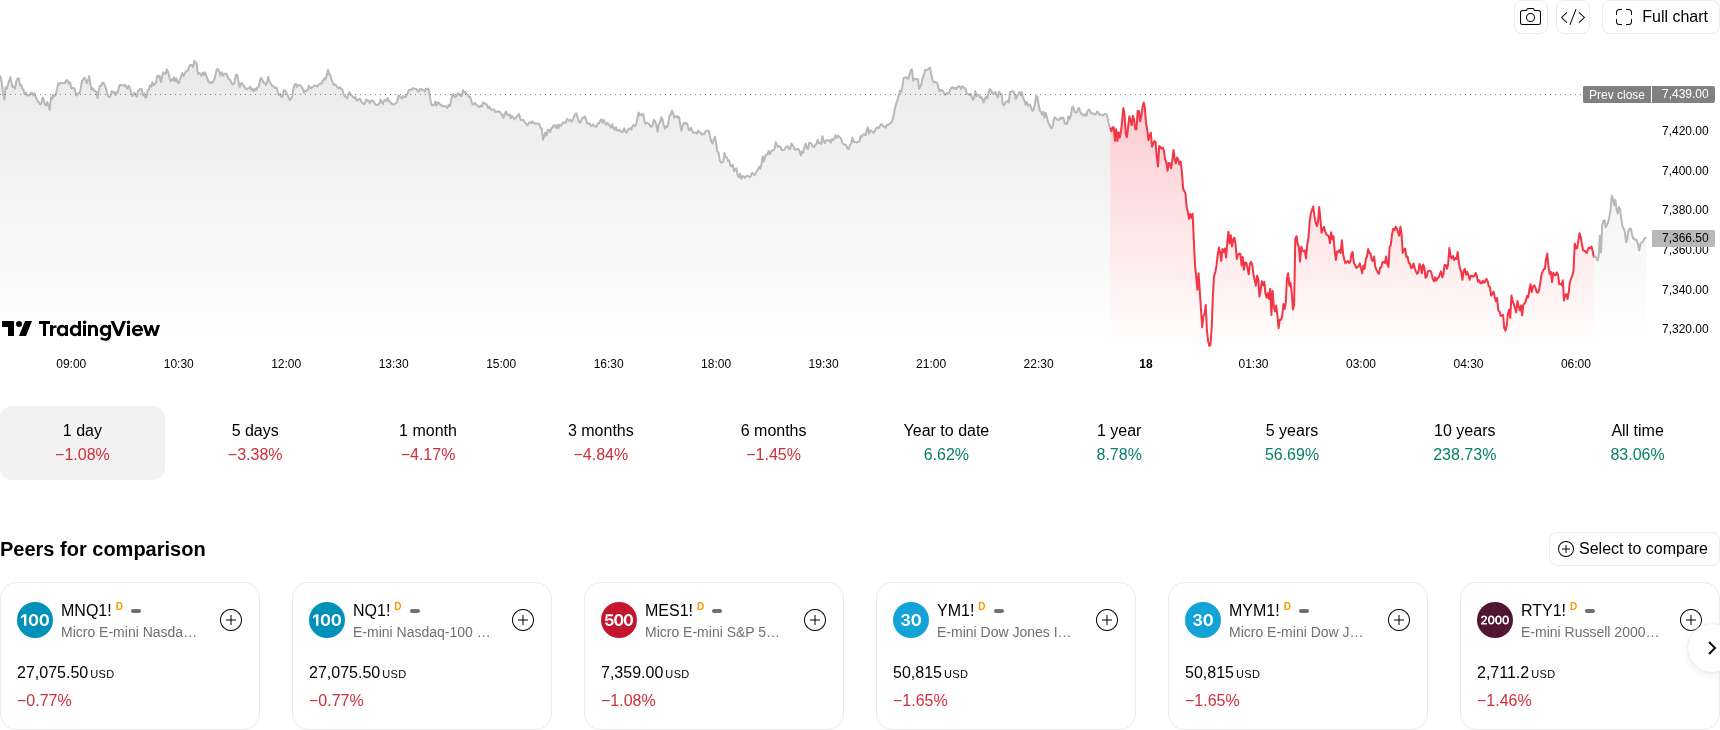 Full chart
Prev close 7,439.00
7,420.00
7,400.00
7,380.00
7,366.50
7,360.00
7,340.00
7,320.00
TradingView
09:00 10:30 12:00 13:30 15:00 16:30 18:00 19:30 21:00 22:30 18 01:30 03:00 04:30 06:00
1 day 5 days 1 month 3 months 6 months Year to date 1 year 5 years 10 years All time
−1.08% −3.38% −4.17% −4.84% −1.45% 6.62% 8.78% 56.69% 238.73% 83.06%
Peers for comparison
Select to compare
100 MNQ1! D
Micro E-mini Nasda…
27,075.50 USD
−0.77%
100 NQ1! D
E-mini Nasdaq-100 …
27,075.50 USD
−0.77%
500 MES1! D
Micro E-mini S&P 5…
7,359.00 USD
−1.08%
30 YM1! D
E-mini Dow Jones I…
50,815 USD
−1.65%
30 MYM1! D
Micro E-mini Dow J…
50,815 USD
−1.65%
2000 RTY1! D
E-mini Russell 2000…
2,711.2 USD
−1.46%